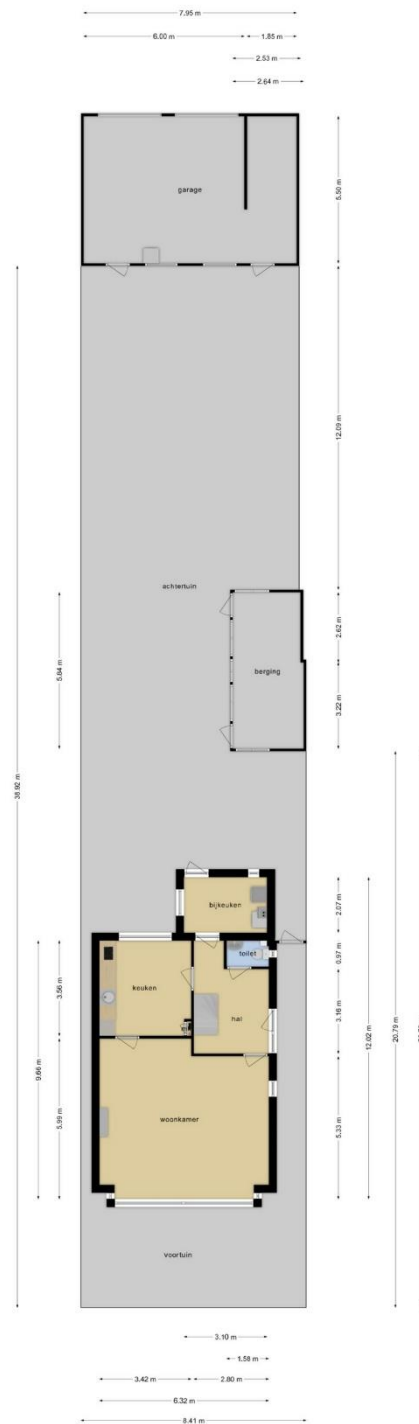 7.95 m
6.00 m
1.85 m
2.53 m
2.64 m
garage
5.50 m
12.09 m
achtertuin
2.62 m
berging
5.84 m
3.22 m
38.92 m
bijkeuken
2.07 m
toilet
0.97 m
keuken
3.56 m
hal
3.16 m
12.02 m
20.79 m
9.66 m
5.99 m
woonkamer
5.33 m
voortuin
3.10 m
1.58 m
3.42 m
2.80 m
6.32 m
8.41 m